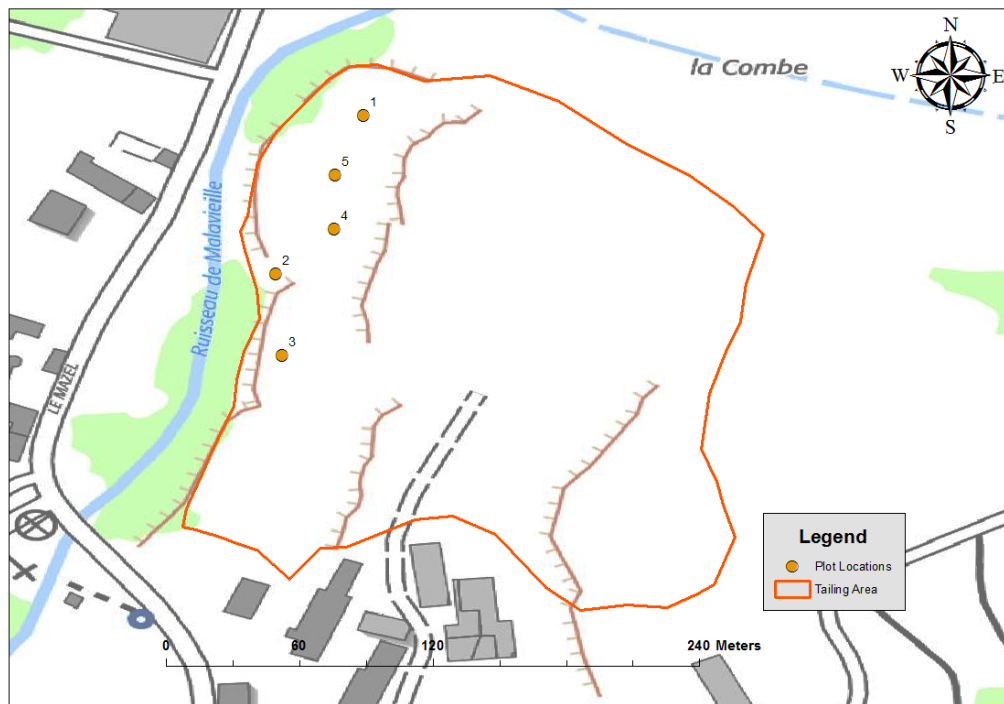 N
la Combe
W
E
S
1
5
4
Ruisseau de Malavieille
2
3
LE MAZEL
Legend
Plot Locations
Tailing Area
0
60
120
240 Meters